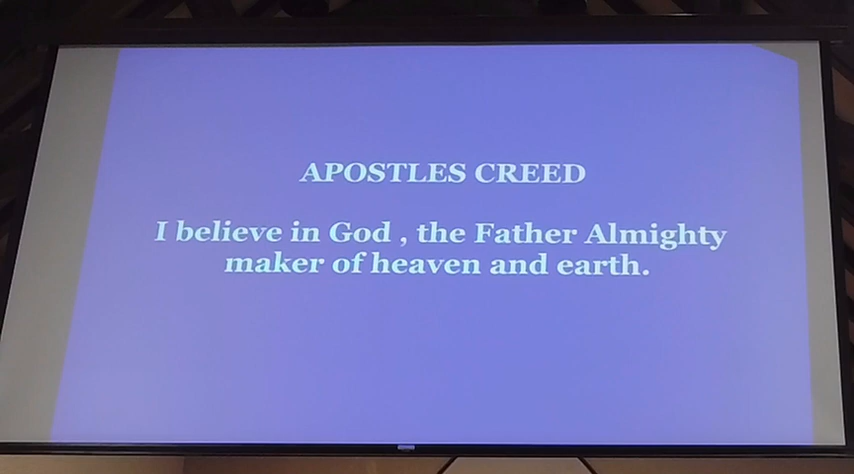 APOSTLES CREED
I believe in God , the Father Almighty
maker of heaven and earth.